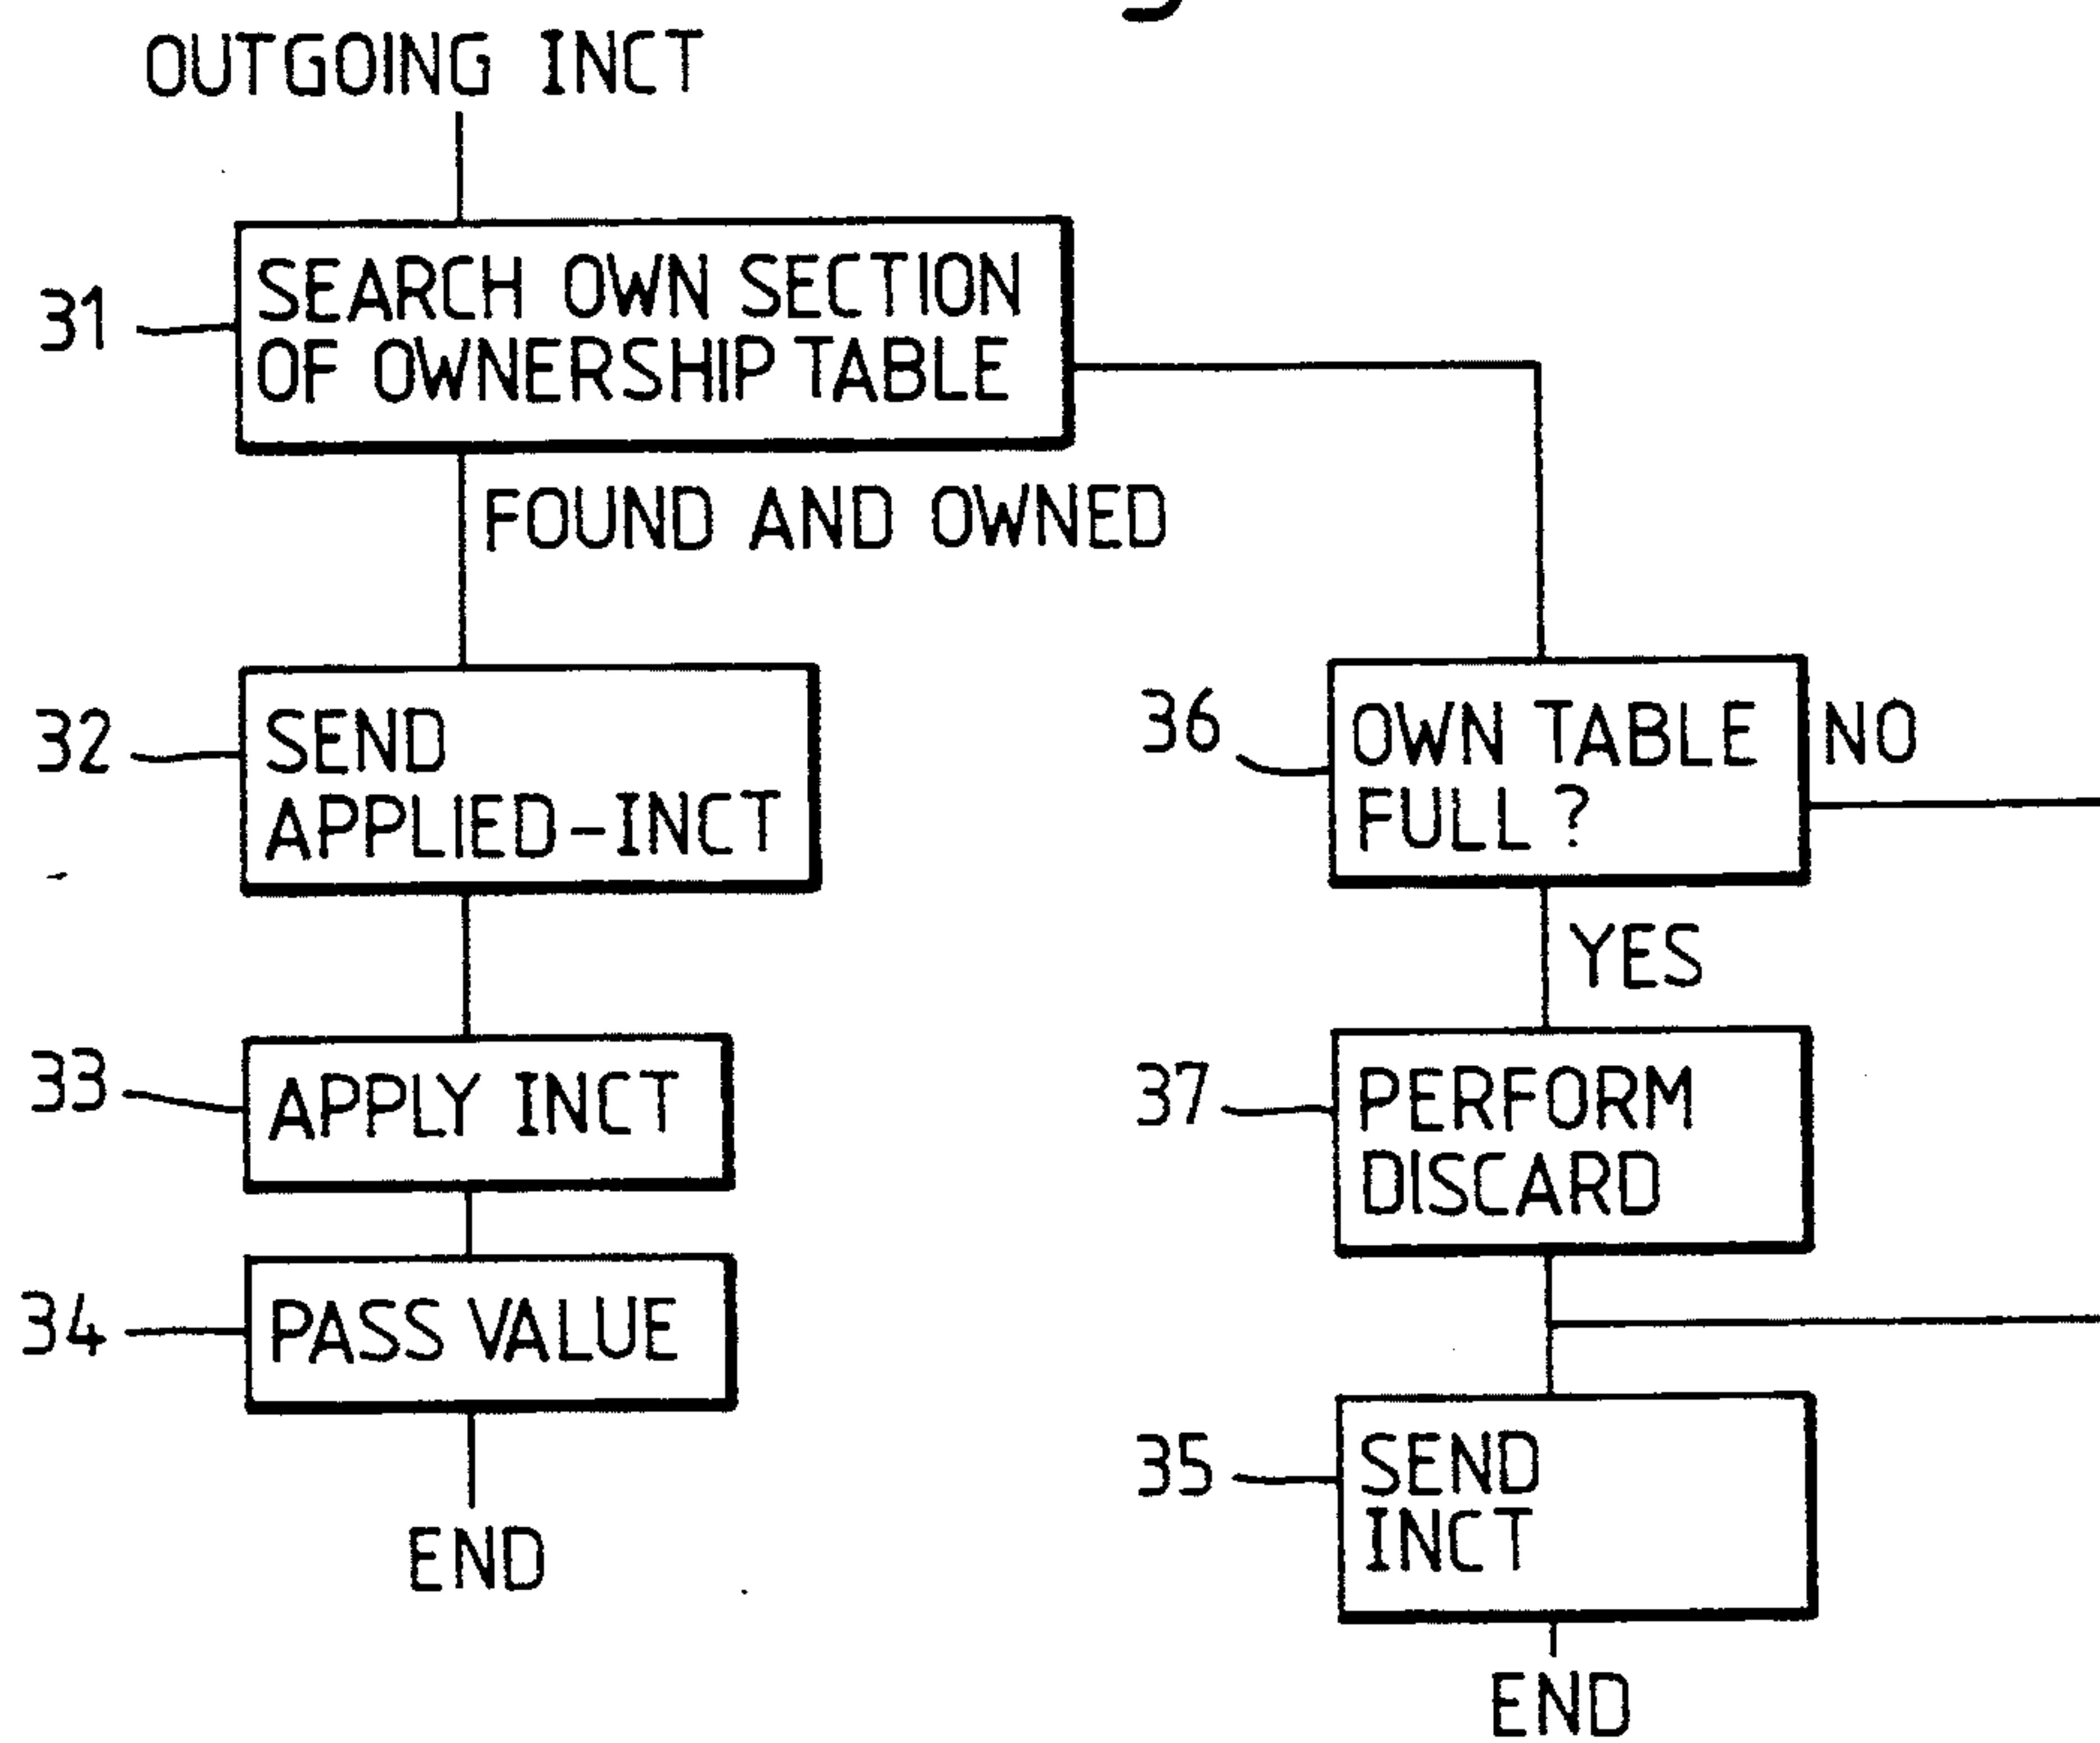 OUTGOING INCT
31
SEARCH OWN SECTION
OF OWNERSHIP TABLE
FOUND AND OWNED
32
SEND
APPLIED-INCT
33
APPLY INCT
34
PASS VALUE
END
36
OWN TABLE
FULL ?
NO
YES
37
PERFORM
DISCARD
35
SEND
INCT
END